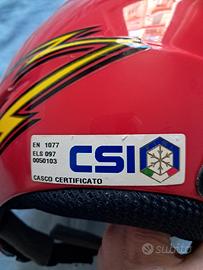 EN 1077
ELS 097
0050103
CSI
CASCO CERTIFICATO
subito